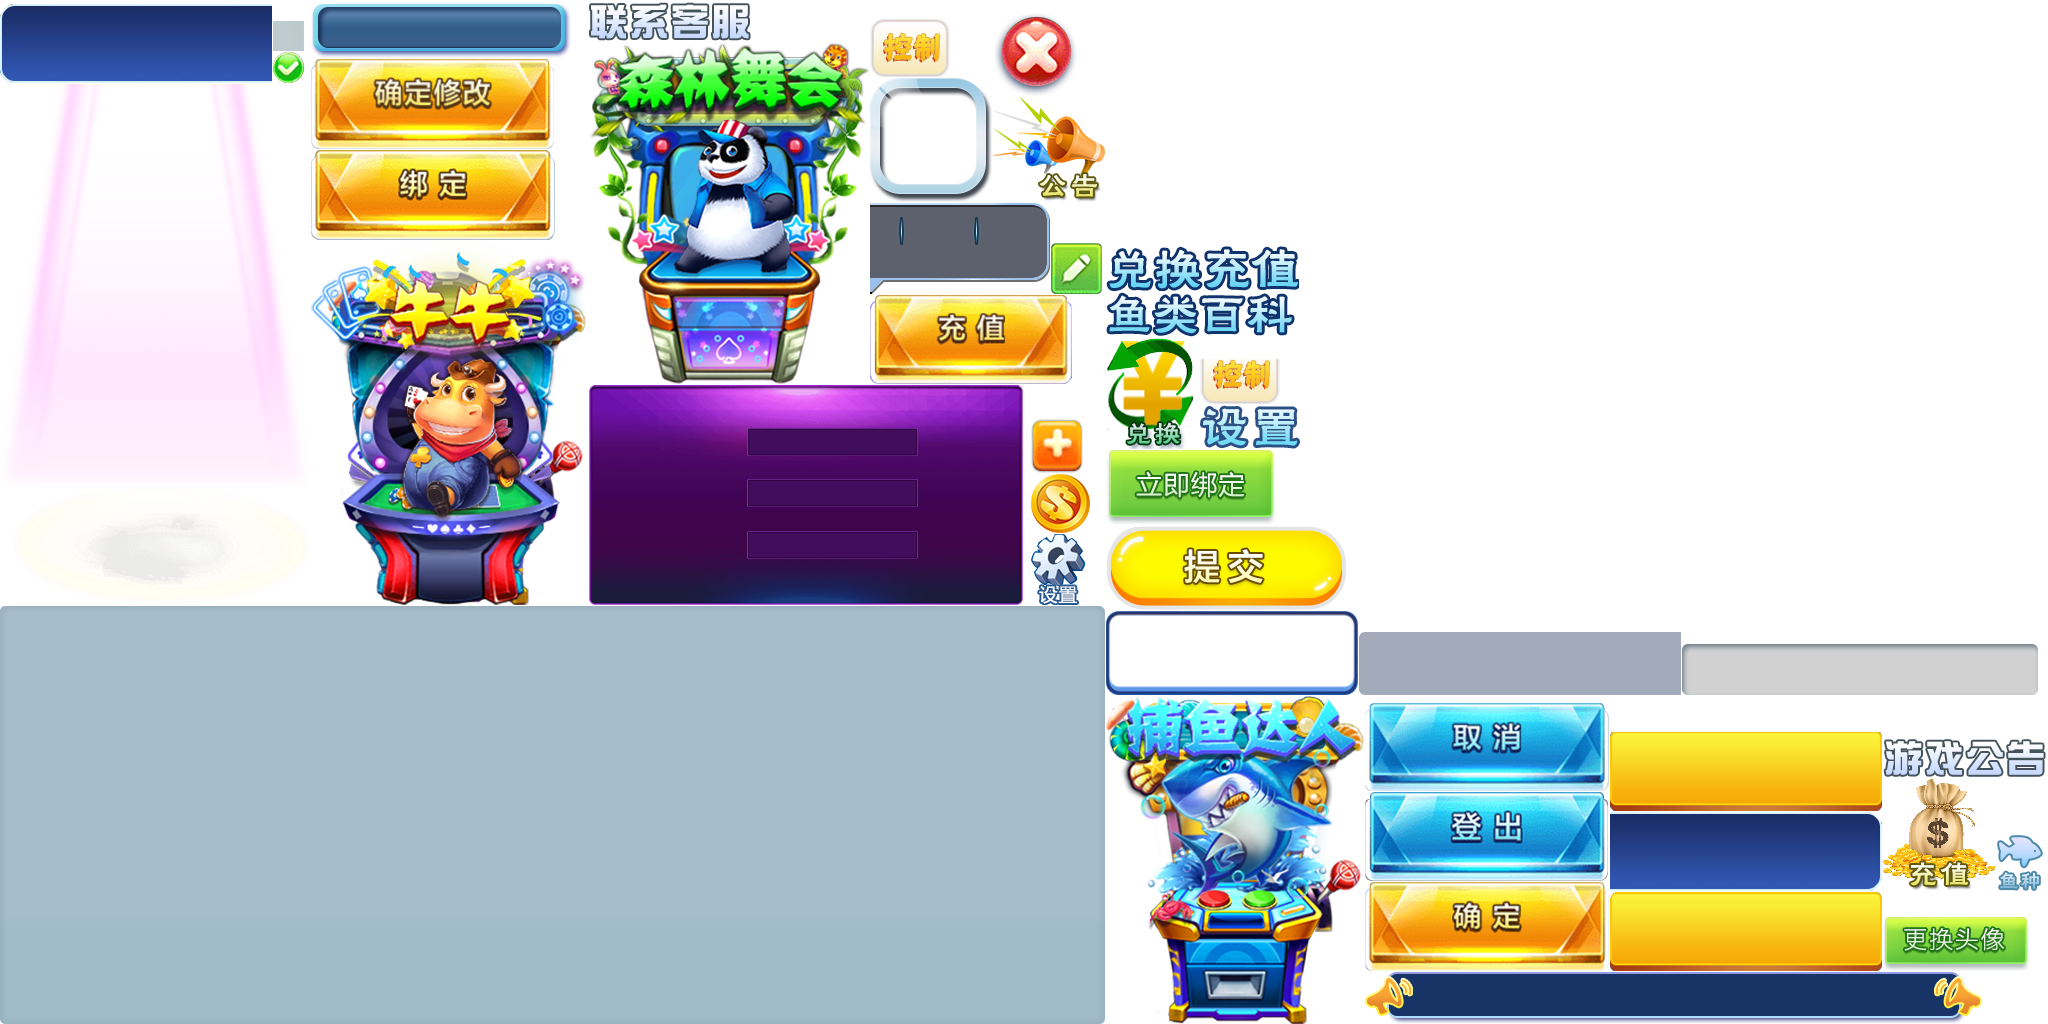 联系客服
控制
森林舞会
确定修改
绑定
公告
兑换充值
鱼类百科
充值
牛牛
控制
兑换
设置
立即绑定
提交
设置
捕鱼达人
取消
游戏公告
登出
充值
鱼种
确定
更换头像